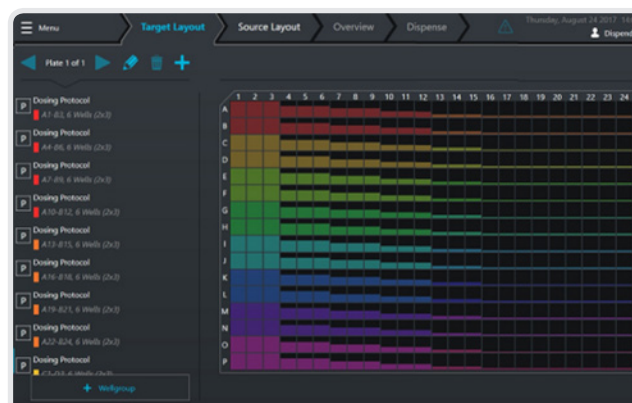 Menu
Target Layout
Source Layout
Overview
Dispense
Thursday, August 24 2017
Plate 1 of 1
P
Dosing Protocol
A1-B3, 6 Wells (2x3)
P
Dosing Protocol
A4-B6, 6 Wells (2x3)
P
Dosing Protocol
A7-B9, 6 Wells (2x3)
P
Dosing Protocol
A10-B12, 6 Wells (2x3)
P
Dosing Protocol
A13-B15, 6 Wells (2x3)
P
Dosing Protocol
A16-B18, 6 Wells (2x3)
P
Dosing Protocol
A19-B21, 6 Wells (2x3)
P
Dosing Protocol
A22-B24, 6 Wells (2x3)
P
Dosing Protocol
C1-D3, 6 Wells (2x3)
+ Wellgroup
1 2 3 4 5 6 7 8 9 10 11 12 13 14 15 16 17 18 19 20 21 22 23 24
A
B
C
D
E
F
G
H
I
J
K
L
M
N
O
P